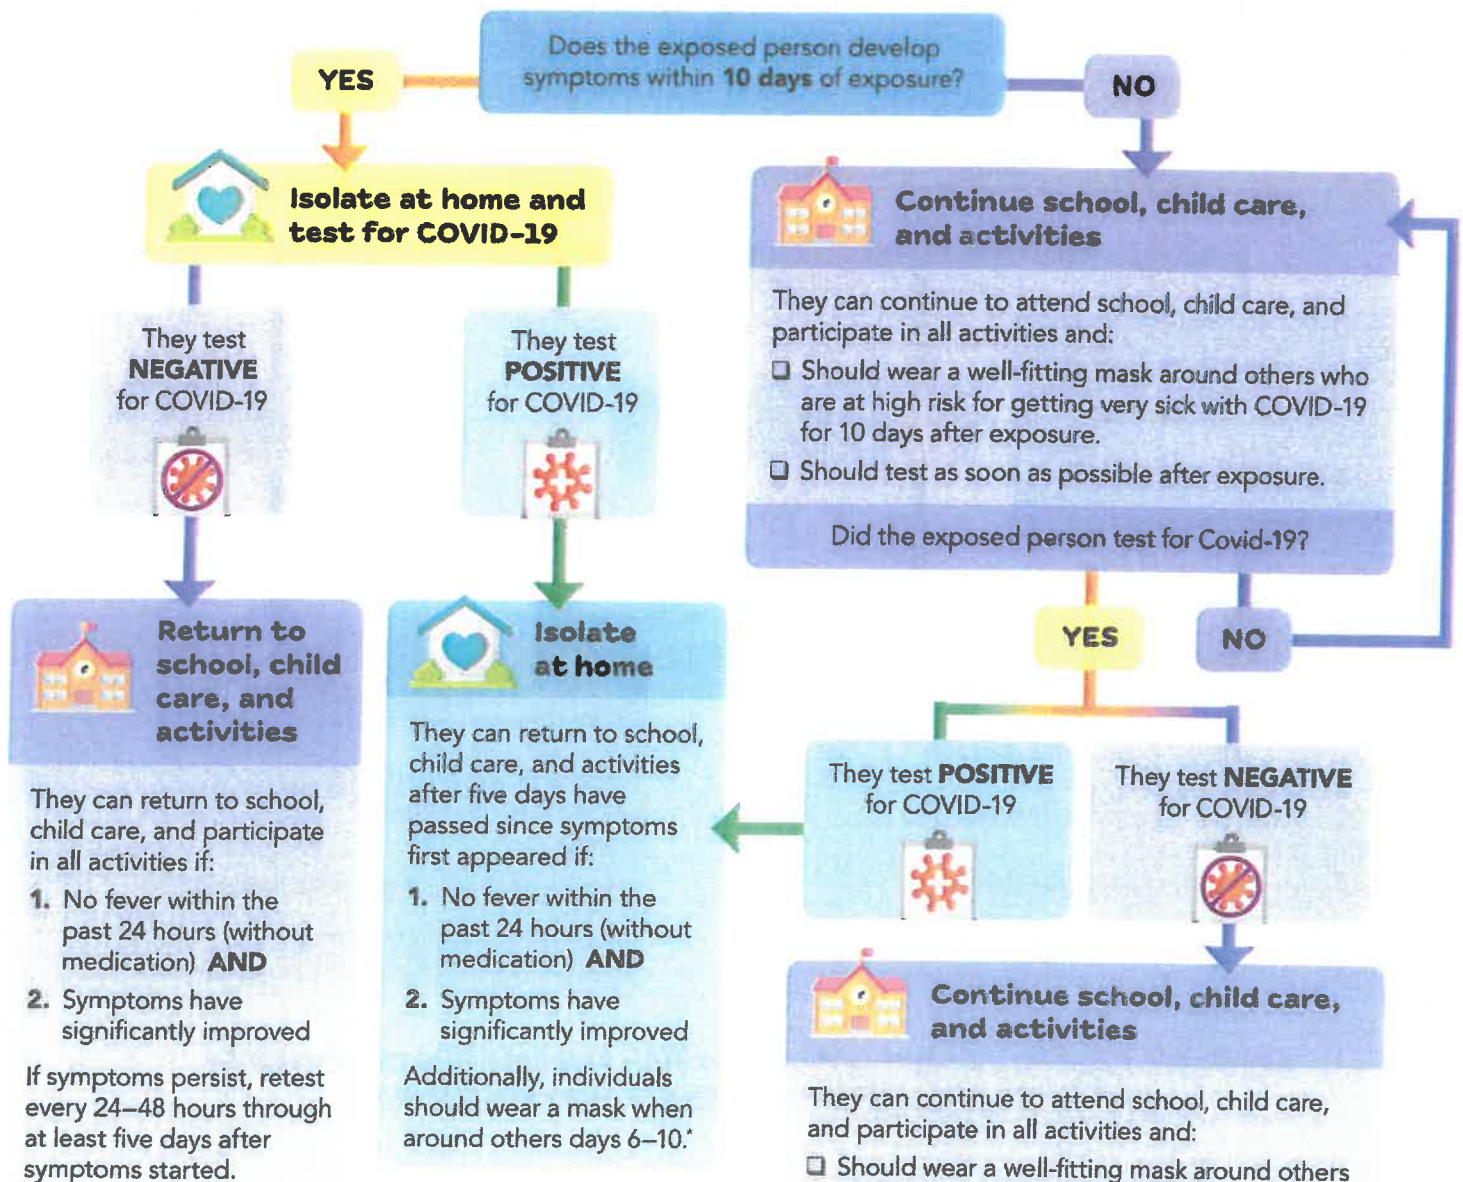 Does the exposed person develop
symptoms within 10 days of exposure?
YES
NO
Isolate at home and
test for COVID-19
They test
NEGATIVE
for COVID-19
They test
POSITIVE
for COVID-19
Continue school, child care,
and activities
They can continue to attend school, child care, and
participate in all activities and:
❑ Should wear a well-fitting mask around others who
are at high risk for getting very sick with COVID-19
for 10 days after exposure.
❑ Should test as soon as possible after exposure.
Did the exposed person test for Covid-19?
YES
NO
Return to
school, child
care, and
activities
They can return to school,
child care, and participate
in all activities if:
1. No fever within the
past 24 hours (without
medication) AND
2. Symptoms have
significantly improved
If symptoms persist, retest
every 24–48 hours through
at least five days after
symptoms started.
Isolate
at home
They can return to school,
child care, and activities
after five days have
passed since symptoms
first appeared if:
1. No fever within the
past 24 hours (without
medication) AND
2. Symptoms have
significantly improved
Additionally, individuals
should wear a mask when
around others days 6–10.*
They test POSITIVE
for COVID-19
They test NEGATIVE
for COVID-19
Continue school, child care,
and activities
They can continue to attend school, child care,
and participate in all activities and:
❑ Should wear a well-fitting mask around others